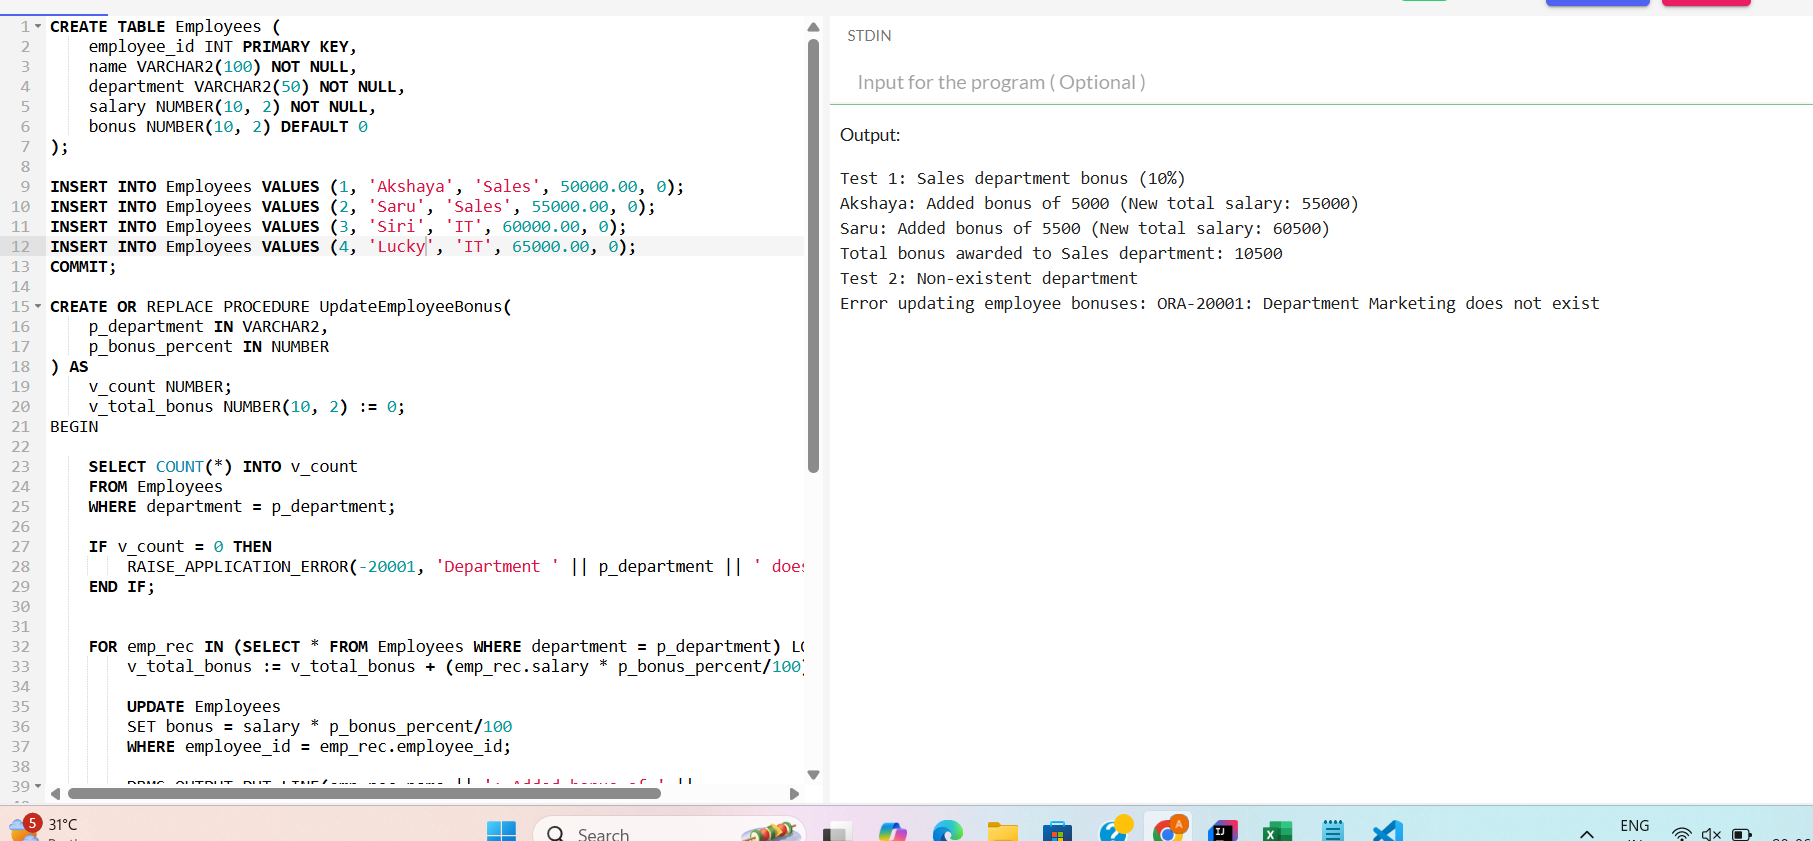 1 CREATE TABLE Employees (
2 employee_id INT PRIMARY KEY,
3 name VARCHAR2(100) NOT NULL,
4 department VARCHAR2(50) NOT NULL,
5 salary NUMBER(10, 2) NOT NULL,
6 bonus NUMBER(10, 2) DEFAULT 0
7 );
8
9 INSERT INTO Employees VALUES (1, 'Akshaya', 'Sales', 50000.00, 0);
10 INSERT INTO Employees VALUES (2, 'Saru', 'Sales', 55000.00, 0);
11 INSERT INTO Employees VALUES (3, 'Siri', 'IT', 60000.00, 0);
12 INSERT INTO Employees VALUES (4, 'Lucky', 'IT', 65000.00, 0);
13 COMMIT;
14
15 CREATE OR REPLACE PROCEDURE UpdateEmployeeBonus(
16 p_department IN VARCHAR2,
17 p_bonus_percent IN NUMBER
18 ) AS
19 v_count NUMBER;
20 v_total_bonus NUMBER(10, 2) := 0;
21 BEGIN
22
23 SELECT COUNT(*) INTO v_count
24 FROM Employees
25 WHERE department = p_department;
26
27 IF v_count = 0 THEN
28 RAISE_APPLICATION_ERROR(-20001, 'Department ' || p_department || ' does
29 END IF;
30
31
32 FOR emp_rec IN (SELECT * FROM Employees WHERE department = p_department) LO
33 v_total_bonus := v_total_bonus + (emp_rec.salary * p_bonus_percent/100)
34
35 UPDATE Employees
36 SET bonus = salary * p_bonus_percent/100
37 WHERE employee_id = emp_rec.employee_id;
38
39 DBMS_OUTPUT.PUT_LINE(emp_rec.name || ': Added bonus of ' ||
STDIN
Input for the program ( Optional )
Output:
Test 1: Sales department bonus (10%)
Akshaya: Added bonus of 5000 (New total salary: 55000)
Saru: Added bonus of 5500 (New total salary: 60500)
Total bonus awarded to Sales department: 10500
Test 2: Non-existent department
Error updating employee bonuses: ORA-20001: Department Marketing does not exist
5
31°C
Search
A
IJ
ENG